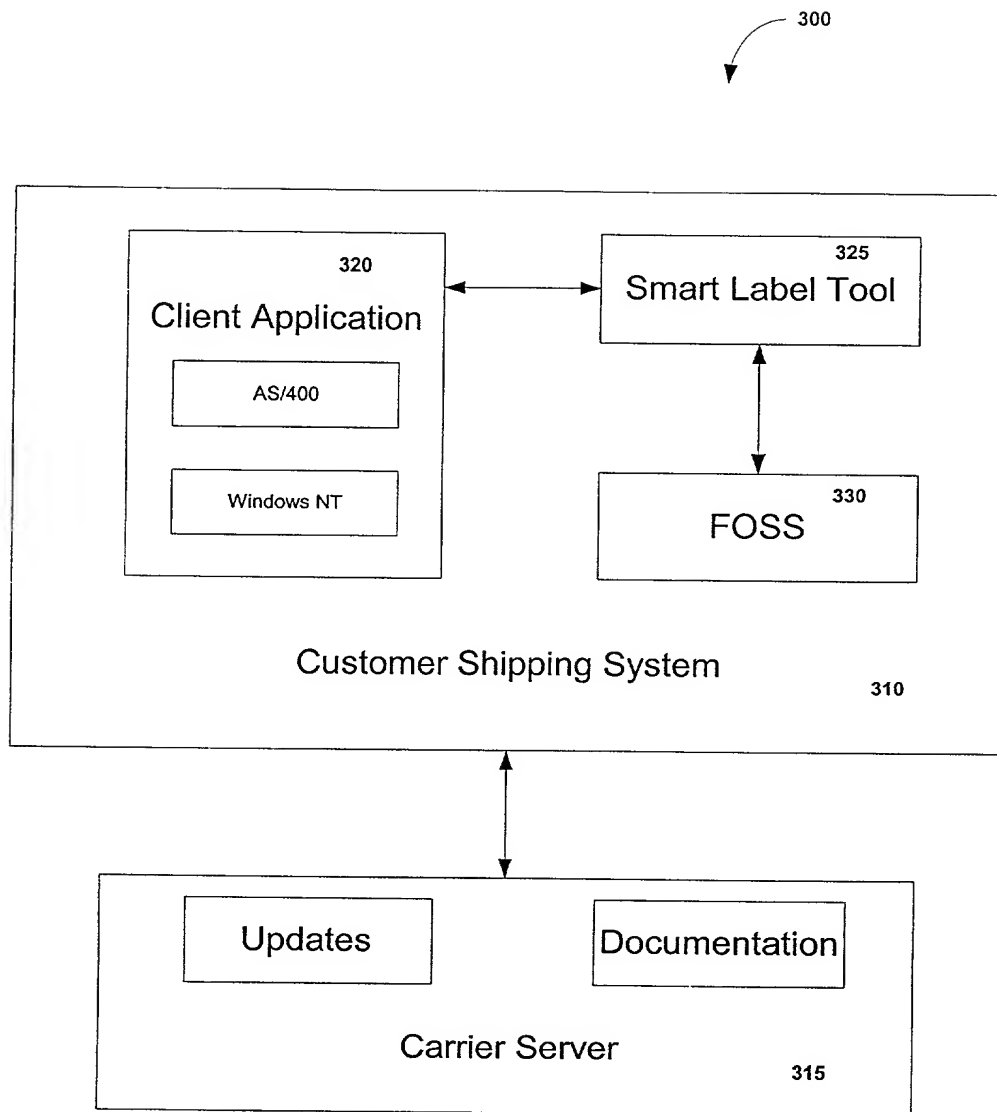 300
320
Client Application
AS/400
Windows NT
325
Smart Label Tool
330
FOSS
Customer Shipping System
310
Updates
Documentation
Carrier Server
315